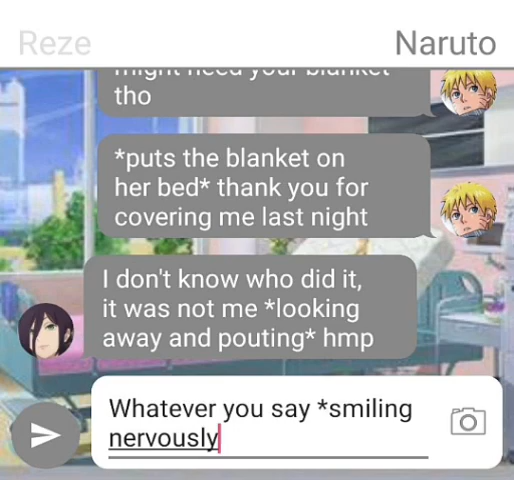 Reze
Naruto
might need your blanket
tho
*puts the blanket on
her bed* thank you for
covering me last night
I don't know who did it,
it was not me *looking
away and pouting* hmp
Whatever you say *smiling
nervously